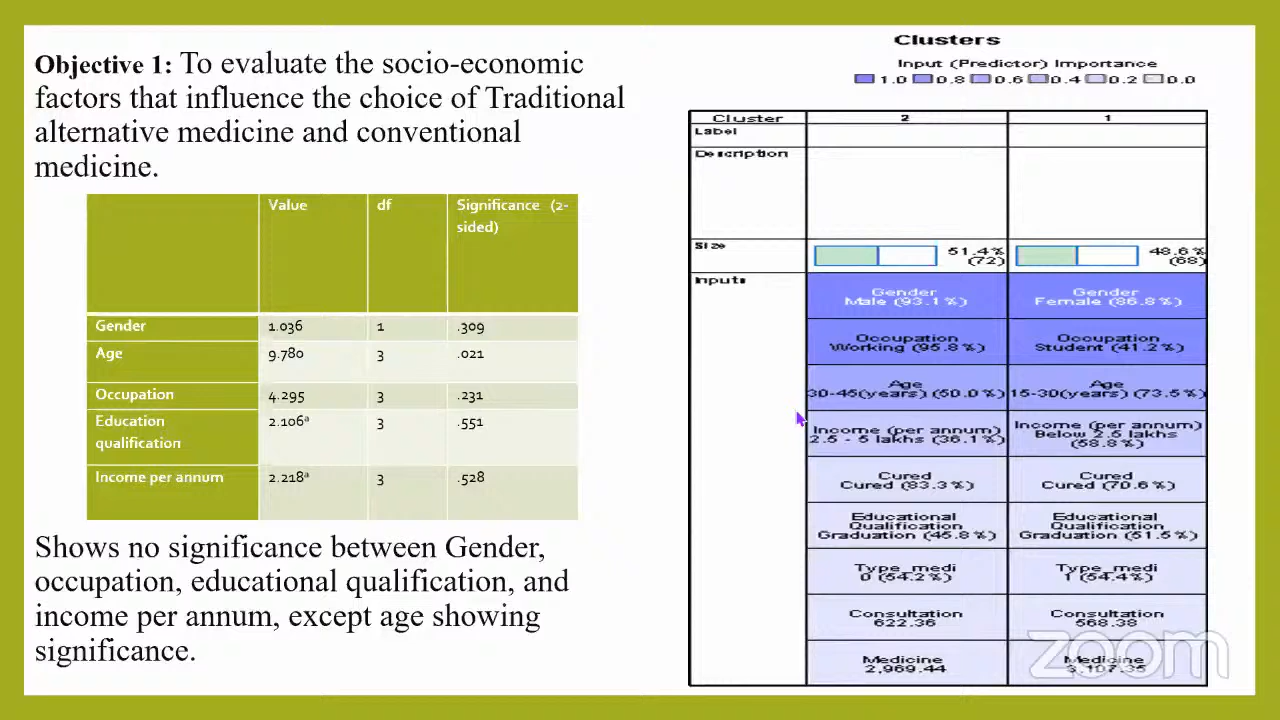 Objective 1: To evaluate the socio-economic
factors that influence the choice of Traditional
alternative medicine and conventional
medicine.
Value df Significance (2-
sided)
Gender 1.036 1 .309
Age 9.780 3 .021
Occupation 4.295 3 .231
Education 2.106ᵃ 3 .551
qualification
Income per annum 2.218ᵃ 3 .528
Shows no significance between Gender,
occupation, educational qualification, and
income per annum, except age showing
significance.
Clusters
Input (Predictor) Importance
1.0 0.8 0.6 0.4 0.2 0.0
Cluster 2 1
Label
Description
Size 51.4% 48.6%
(72) (68)
Inputs
Gender Gender
Male (93.1%) Female (86.8%)
Occupation Occupation
Working (95.8%) Student (41.2%)
Age Age
30-45(years) (50.0%) 15-30(years) (73.5%)
Income (per annum) Income (per annum)
2.5 - 5 lakhs (36.1%) Below 2.5 lakhs
(58.8%)
Cured Cured
Cured (83.3%) Cured (70.6%)
Educational Educational
Qualification Qualification
Graduation (45.8%) Graduation (51.5%)
Type_medi Type_medi
0 (54.2%) 1 (54.4%)
Consultation Consultation
622.36 568.38
Medicine Medicine
2,969.44 3,107.35
zoom